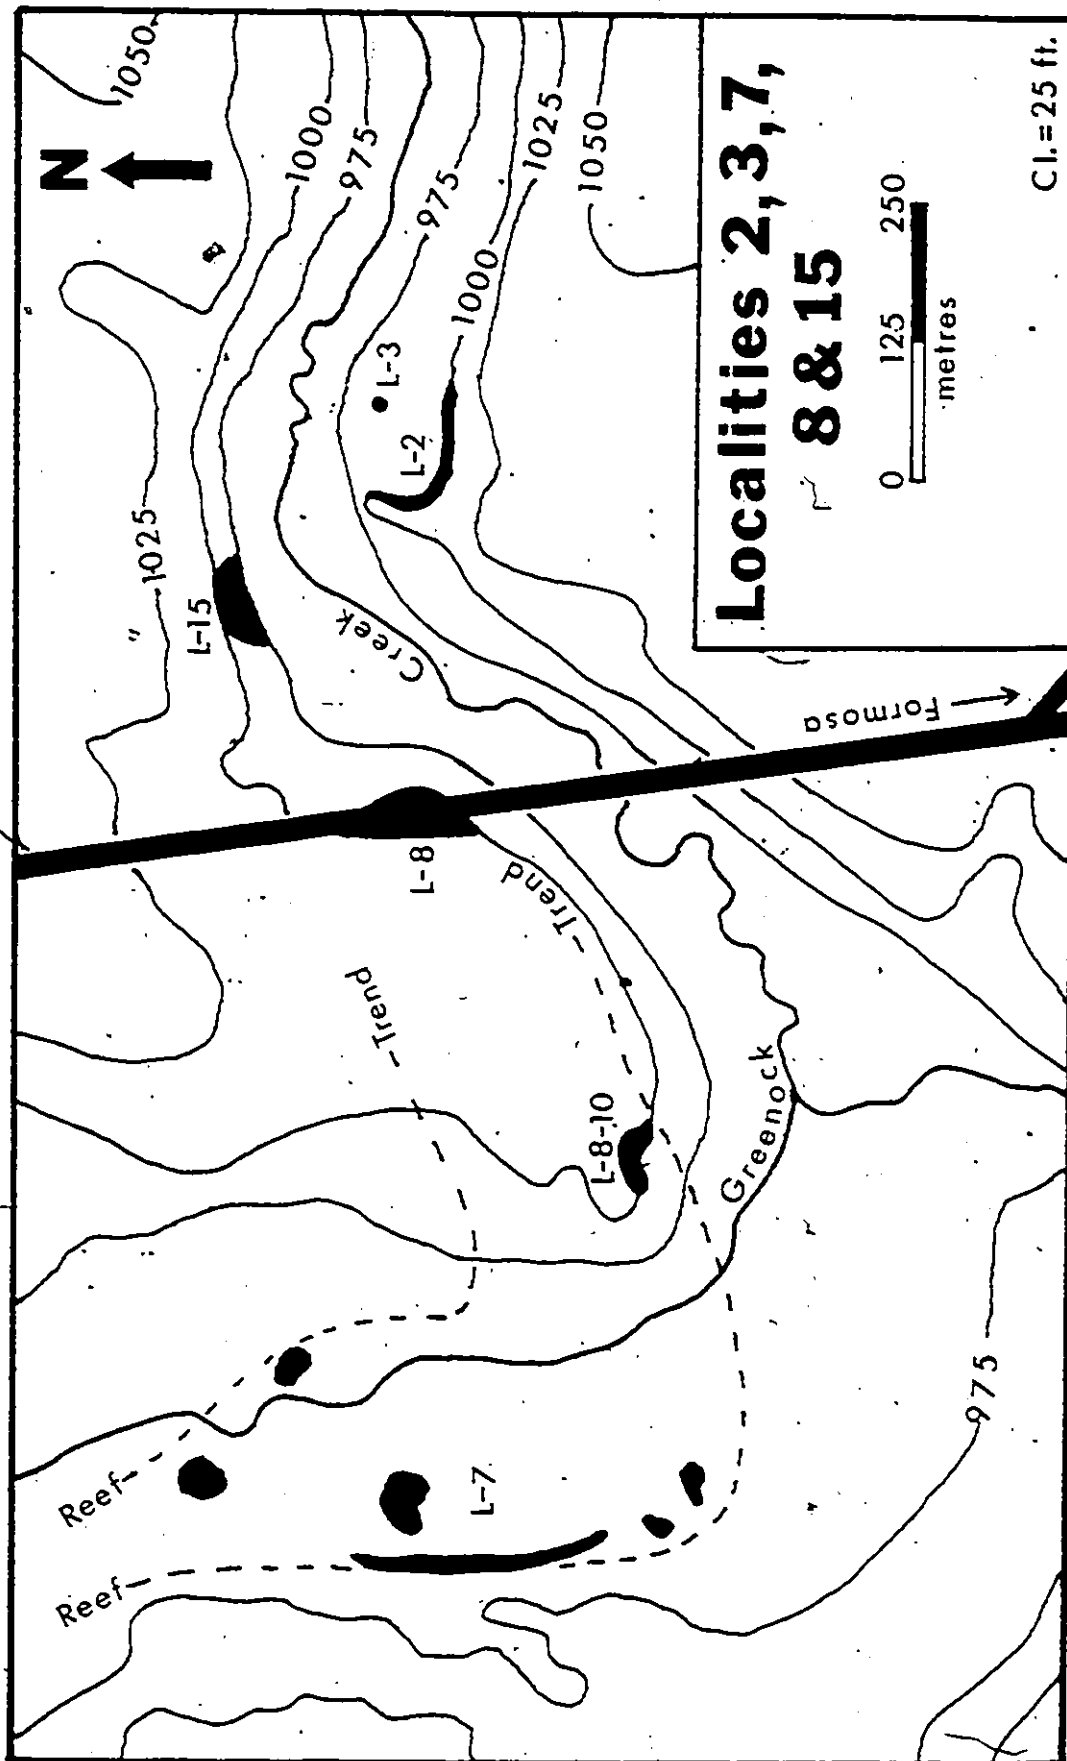 N
1050
1000
975
975
1025
1050
1000
1025
L-3
L-2
L-15
Creek
L-8
Trend
Trend
L-8-10
Greenock
Formosa
Reef
Reef
L-7
975
Localities 2,3,7,
8 & 15
0 125 250
metres
C.I. = 25 ft.